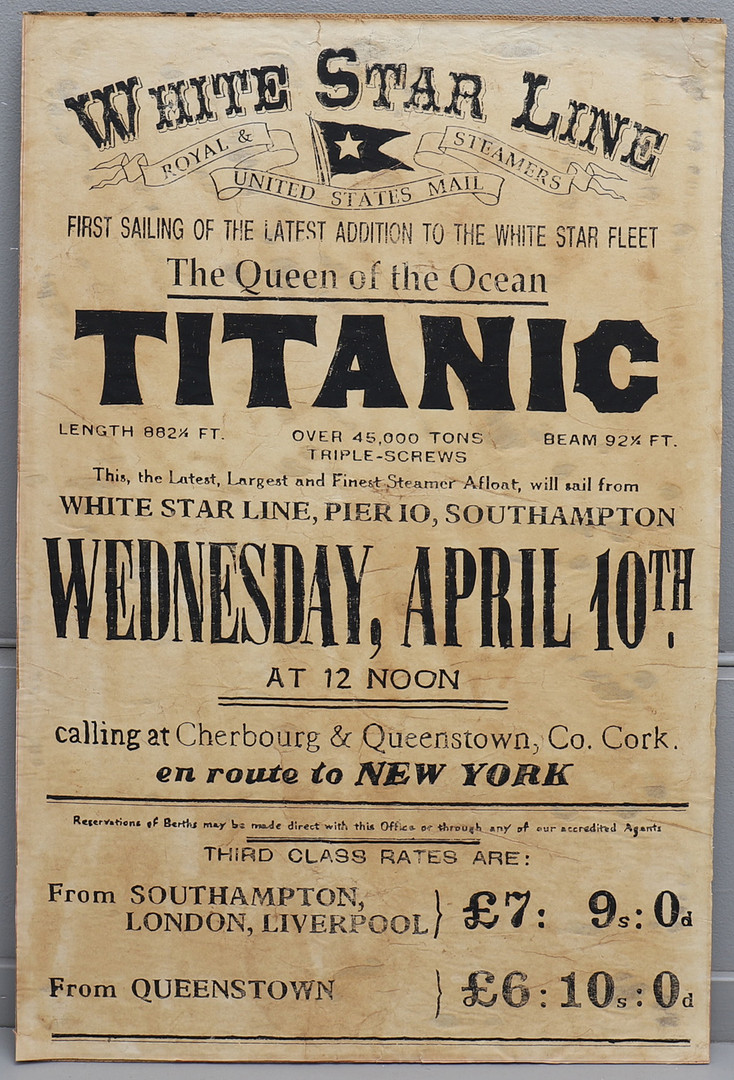 WHITE STAR LINE
ROYAL & UNITED STATES MAIL STEAMERS
FIRST SAILING OF THE LATEST ADDITION TO THE WHITE STAR FLEET
The Queen of the Ocean
TITANIC
LENGTH 882¾ FT. OVER 45,000 TONS BEAM 92¾ FT.
TRIPLE-SCREWS
This, the Latest, Largest and Finest Steamer Afloat, will sail from
WHITE STAR LINE, PIER 10, SOUTHAMPTON
WEDNESDAY, APRIL 10TH.
AT 12 NOON
calling at Cherbourg & Queenstown, Co. Cork.
en route to NEW YORK
Reservations of Berths may be made direct with this Office or through any of our accredited Agents
THIRD CLASS RATES ARE:
From SOUTHAMPTON,
LONDON, LIVERPOOL } £7: 9s: 0d
From QUEENSTOWN } £6:10s:0d